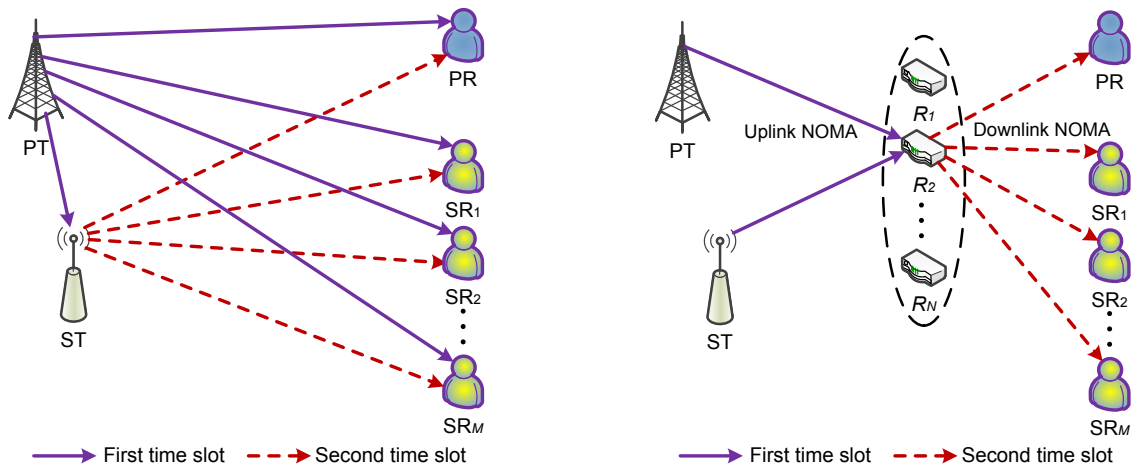 PT
PR
SR1
SR2
SRM
ST
First time slot
Second time slot
PT
Uplink NOMA
R1
R2
RN
Downlink NOMA
PR
SR1
SR2
SRM
ST
First time slot
Second time slot